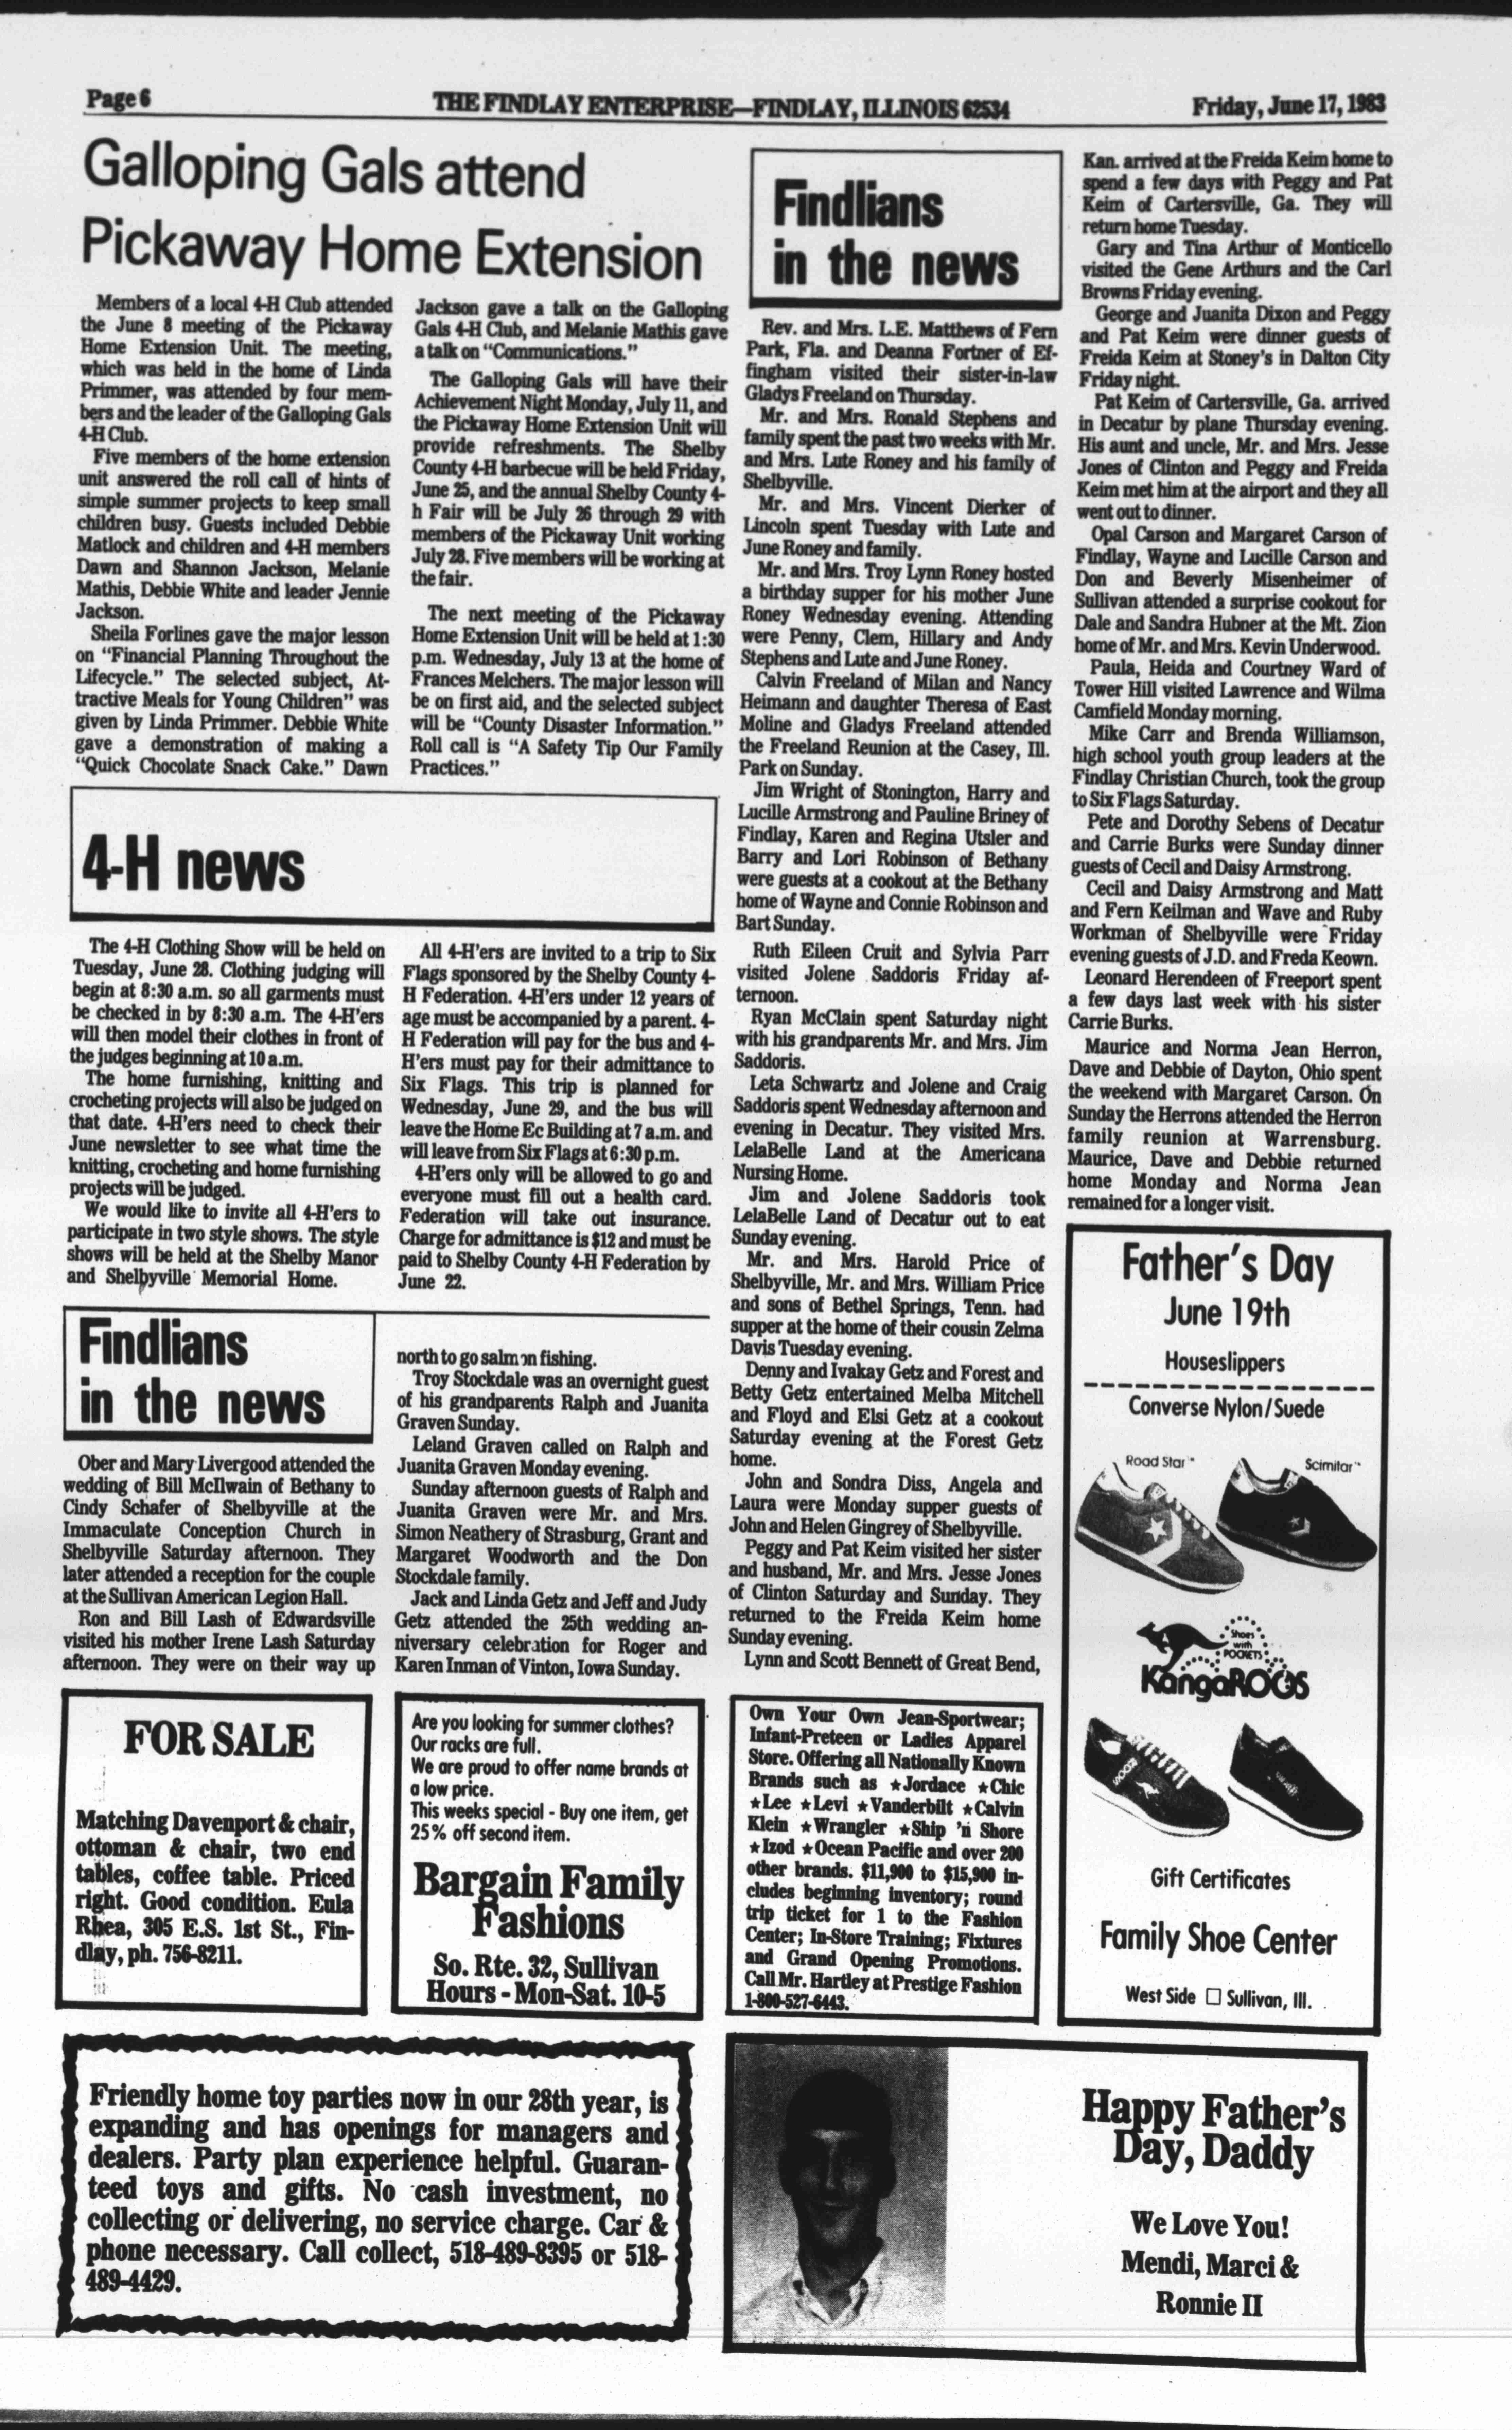 Page 6
THE FINDLAY ENTERPRISE—FINDLAY, ILLINOIS 62534
Friday, June 17, 1983
Galloping Gals attend
Pickaway Home Extension
Members of a local 4-H Club attended
the June 8 meeting of the Pickaway
Home Extension Unit. The meeting,
which was held in the home of Linda
Primmer, was attended by four mem-
bers and the leader of the Galloping Gals
4-H Club.
Five members of the home extension
unit answered the roll call of hints of
simple summer projects to keep small
children busy. Guests included Debbie
Matlock and children and 4-H members
Dawn and Shannon Jackson, Melanie
Mathis, Debbie White and leader Jennie
Jackson.
Sheila Forlines gave the major lesson
on "Financial Planning Throughout the
Lifecycle." The selected subject, At-
tractive Meals for Young Children" was
given by Linda Primmer. Debbie White
gave a demonstration of making a
"Quick Chocolate Snack Cake." Dawn
Jackson gave a talk on the Galloping
Gals 4-H Club, and Melanie Mathis gave
a talk on "Communications."
The Galloping Gals will have their
Achievement Night Monday, July 11, and
the Pickaway Home Extension Unit will
provide refreshments. The Shelby
County 4-H barbecue will be held Friday,
June 25, and the annual Shelby County 4-
h Fair will be July 26 through 29 with
members of the Pickaway Unit working
July 28. Five members will be working at
the fair.
The next meeting of the Pickaway
Home Extension Unit will be held at 1:30
p.m. Wednesday, July 13 at the home of
Frances Melchers. The major lesson will
be on first aid, and the selected subject
will be "County Disaster Information."
Roll call is "A Safety Tip Our Family
Practices."
4-H news
The 4-H Clothing Show will be held on
Tuesday, June 28. Clothing judging will
begin at 8:30 a.m. so all garments must
be checked in by 8:30 a.m. The 4-H'ers
will then model their clothes in front of
the judges beginning at 10 a.m.
The home furnishing, knitting and
crocheting projects will also be judged on
that date. 4-H'ers need to check their
June newsletter to see what time the
knitting, crocheting and home furnishing
projects will be judged.
We would like to invite all 4-H'ers to
participate in two style shows. The style
shows will be held at the Shelby Manor
and Shelbyville Memorial Home.
All 4-H'ers are invited to a trip to Six
Flags sponsored by the Shelby County 4-
H Federation. 4-H'ers under 12 years of
age must be accompanied by a parent. 4-
H Federation will pay for the bus and 4-
H'ers must pay for their admittance to
Six Flags. This trip is planned for
Wednesday, June 29, and the bus will
leave the Home Ec Building at 7 a.m. and
will leave from Six Flags at 6:30 p.m.
4-H'ers only will be allowed to go and
everyone must fill out a health card.
Federation will take out insurance.
Charge for admittance is $12 and must be
paid to Shelby County 4-H Federation by
June 22.
Findlians
in the news
Ober and Mary Livergood attended the
wedding of Bill McIlwain of Bethany to
Cindy Schafer of Shelbyville at the
Immaculate Conception Church in
Shelbyville Saturday afternoon. They
later attended a reception for the couple
at the Sullivan American Legion Hall.
Ron and Bill Lash of Edwardsville
visited his mother Irene Lash Saturday
afternoon. They were on their way up
north to go salmon fishing.
Troy Stockdale was an overnight guest
of his grandparents Ralph and Juanita
Graven Sunday.
Leland Graven called on Ralph and
Juanita Graven Monday evening.
Sunday afternoon guests of Ralph and
Juanita Graven were Mr. and Mrs.
Simon Neathery of Strasburg, Grant and
Margaret Woodworth and the Don
Stockdale family.
Jack and Linda Getz and Jeff and Judy
Getz attended the 25th wedding an-
niversary celebration for Roger and
Karen Inman of Vinton, Iowa Sunday.
Findlians
in the news
Rev. and Mrs. L.E. Matthews of Fern
Park, Fla. and Deanna Fortner of Ef-
fingham visited their sister-in-law
Gladys Freeland on Thursday.
Mr. and Mrs. Ronald Stephens and
family spent the past two weeks with Mr.
and Mrs. Lute Roney and his family of
Shelbyville.
Mr. and Mrs. Vincent Dierker of
Lincoln spent Tuesday with Lute and
June Roney and family.
Mr. and Mrs. Troy Lynn Roney hosted
a birthday supper for his mother June
Roney Wednesday evening. Attending
were Penny, Clem, Hillary and Andy
Stephens and Lute and June Roney.
Calvin Freeland of Milan and Nancy
Heimann and daughter Theresa of East
Moline and Gladys Freeland attended
the Freeland Reunion at the Casey, Ill.
Park on Sunday.
Jim Wright of Stonington, Harry and
Lucille Armstrong and Pauline Briney of
Findlay, Karen and Regina Utsler and
Barry and Lori Robinson of Bethany
were guests at a cookout at the Bethany
home of Wayne and Connie Robinson and
Bart Sunday.
Ruth Eileen Cruit and Sylvia Parr
visited Jolene Saddoris Friday af-
ternoon.
Ryan McClain spent Saturday night
with his grandparents Mr. and Mrs. Jim
Saddoris.
Leta Schwartz and Jolene and Craig
Saddoris spent Wednesday afternoon and
evening in Decatur. They visited Mrs.
LelaBelle Land at the Americana
Nursing Home.
Jim and Jolene Saddoris took
LelaBelle Land of Decatur out to eat
Sunday evening.
Mr. and Mrs. Harold Price of
Shelbyville, Mr. and Mrs. William Price
and sons of Bethel Springs, Tenn. had
supper at the home of their cousin Zelma
Davis Tuesday evening.
Denny and Ivakay Getz and Forest and
Betty Getz entertained Melba Mitchell
and Floyd and Elsi Getz at a cookout
Saturday evening at the Forest Getz
home.
John and Sondra Diss, Angela and
Laura were Monday supper guests of
John and Helen Gingrey of Shelbyville.
Peggy and Pat Keim visited her sister
and husband, Mr. and Mrs. Jesse Jones
of Clinton Saturday and Sunday. They
returned to the Freida Keim home
Sunday evening.
Lynn and Scott Bennett of Great Bend,
Kan. arrived at the Freida Keim home to
spend a few days with Peggy and Pat
Keim of Cartersville, Ga. They will
return home Tuesday.
Gary and Tina Arthur of Monticello
visited the Gene Arthurs and the Carl
Browns Friday evening.
George and Juanita Dixon and Peggy
and Pat Keim were dinner guests of
Freida Keim at Stoney's in Dalton City
Friday night.
Pat Keim of Cartersville, Ga. arrived
in Decatur by plane Thursday evening.
His aunt and uncle, Mr. and Mrs. Jesse
Jones of Clinton and Peggy and Freida
Keim met him at the airport and they all
went out to dinner.
Opal Carson and Margaret Carson of
Findlay, Wayne and Lucille Carson and
Don and Beverly Misenheimer of
Sullivan attended a surprise cookout for
Dale and Sandra Hubner at the Mt. Zion
home of Mr. and Mrs. Kevin Underwood.
Paula, Heida and Courtney Ward of
Tower Hill visited Lawrence and Wilma
Camfield Monday morning.
Mike Carr and Brenda Williamson,
high school youth group leaders at the
Findlay Christian Church, took the group
to Six Flags Saturday.
Pete and Dorothy Sebens of Decatur
and Carrie Burks were Sunday dinner
guests of Cecil and Daisy Armstrong.
Cecil and Daisy Armstrong and Matt
and Fern Keilman and Wave and Ruby
Workman of Shelbyville were Friday
evening guests of J.D. and Freda Keown.
Leonard Herendeen of Freeport spent
a few days last week with his sister
Carrie Burks.
Maurice and Norma Jean Herron,
Dave and Debbie of Dayton, Ohio spent
the weekend with Margaret Carson. On
Sunday the Herrons attended the Herron
family reunion at Warrensburg.
Maurice, Dave and Debbie returned
home Monday and Norma Jean
remained for a longer visit.
Father's Day
June 19th
Houseslippers
Converse Nylon/Suede
Road Star™
Scimitar™
Shoes
with
POCKETS
KangaROOS
ROOS
Gift Certificates
Family Shoe Center
West Side □ Sullivan, Ill.
FOR SALE
Matching Davenport & chair,
ottoman & chair, two end
tables, coffee table. Priced
right. Good condition. Eula
Rhea, 305 E.S. 1st St., Fin-
dlay, ph. 756-8211.
Are you looking for summer clothes?
Our racks are full.
We are proud to offer name brands at
a low price.
This weeks special - Buy one item, get
25% off second item.
Bargain Family
Fashions
So. Rte. 32, Sullivan
Hours - Mon-Sat. 10-5
Own Your Own Jean-Sportwear;
Infant-Preteen or Ladies Apparel
Store. Offering all Nationally Known
Brands such as ★Jordace ★Chic
★Lee ★Levi ★Vanderbilt ★Calvin
Klein ★Wrangler ★Ship 'n Shore
★Izod ★Ocean Pacific and over 200
other brands. $11,900 to $15,900 in-
cludes beginning inventory; round
trip ticket for 1 to the Fashion
Center; In-Store Training; Fixtures
and Grand Opening Promotions.
Call Mr. Hartley at Prestige Fashion
1-800-527-6443.
Friendly home toy parties now in our 28th year, is
expanding and has openings for managers and
dealers. Party plan experience helpful. Guaran-
teed toys and gifts. No cash investment, no
collecting or delivering, no service charge. Car &
phone necessary. Call collect, 518-489-8395 or 518-
489-4429.
Happy Father's
Day, Daddy
We Love You!
Mendi, Marci &
Ronnie II